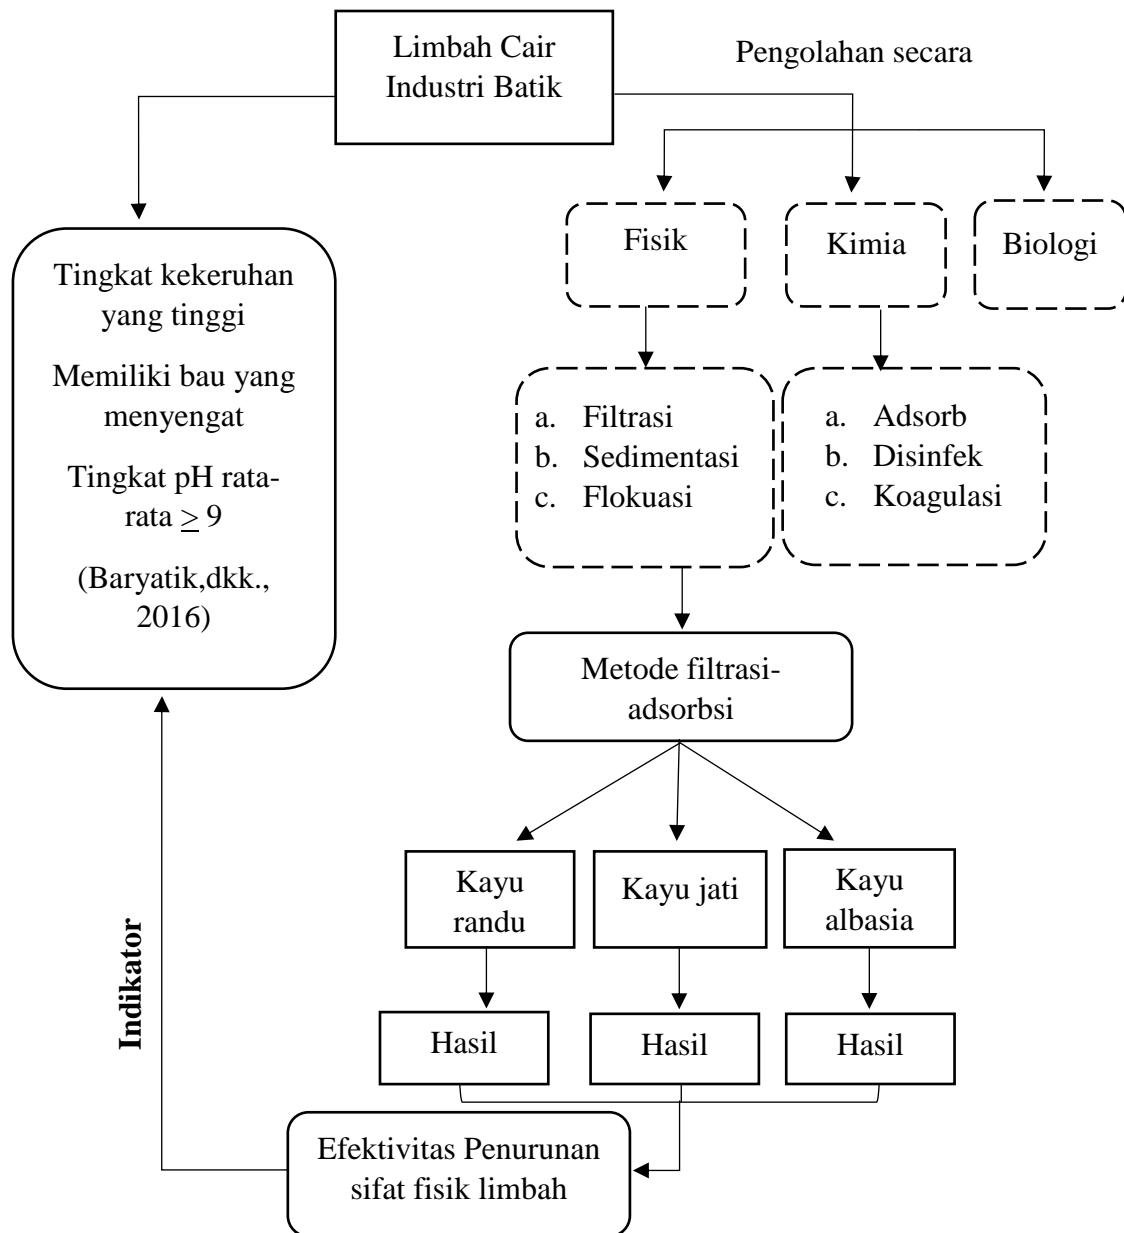 Limbah Cair
Industri Batik
Pengolahan secara
Fisik
Kimia
Biologi
Tingkat kekeruhan
yang tinggi
Memiliki bau yang
menyengat
Tingkat pH rata-
rata ≥ 9
(Baryatik,dkk.,
2016)
a. Filtrasi
b. Sedimentasi
c. Flokuasi
a. Adsorb
b. Disinfek
c. Koagulasi
Metode filtrasi-
adsorbsi
Kayu
randu
Kayu jati
Kayu
albasia
Indikator
Hasil
Hasil
Hasil
Efektivitas Penurunan
sifat fisik limbah